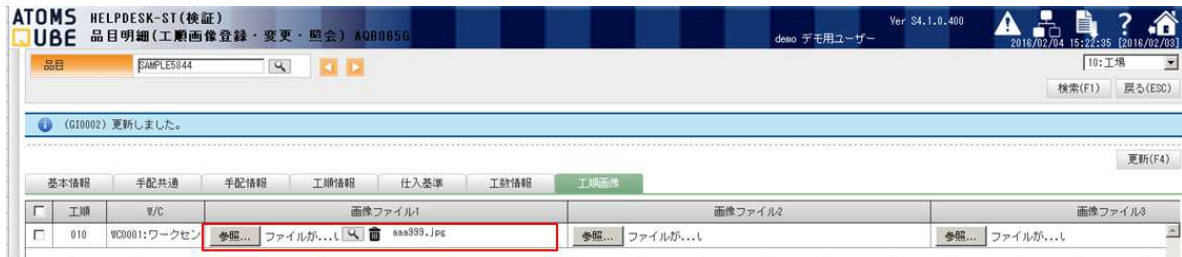 ATOMS QUBE
HELPDESK-ST(検証)
品目明細(工順画像登録・変更・照会) AQB065G
demo デモ用ユーザー
Ver S4.1.0.400
2016/02/04 15:22:35 [2016/02/03]
品目 SAMPLE5844
10:工場
検索(F1) 戻る(ESC)
(GI0002) 更新しました。
更新(F4)
基本情報 手配共通 手配情報 工順情報 仕入基準 工数情報 工順画像
工順 W/C 画像ファイル1 画像ファイル2 画像ファイル3
010 WC0001:ワークセン 参照... ファイルが...し aaa999.jpg 参照... ファイルが...し 参照... ファイルが...し